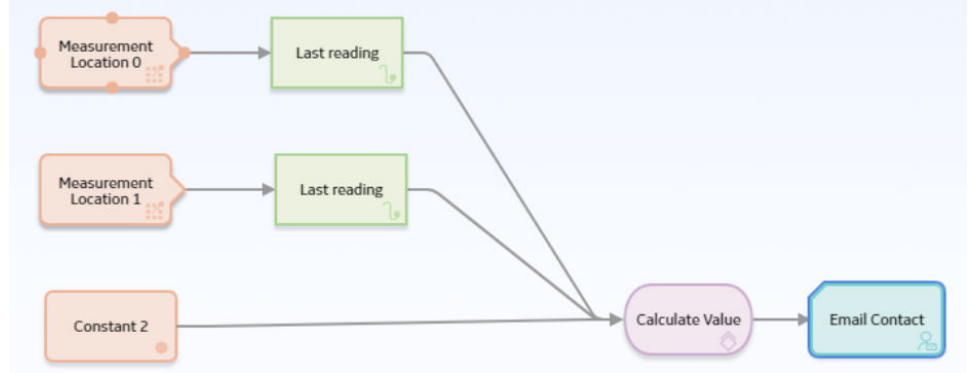 Measurement
Location 0
Last reading
Measurement
Location 1
Last reading
Constant 2
Calculate Value
Email Contact